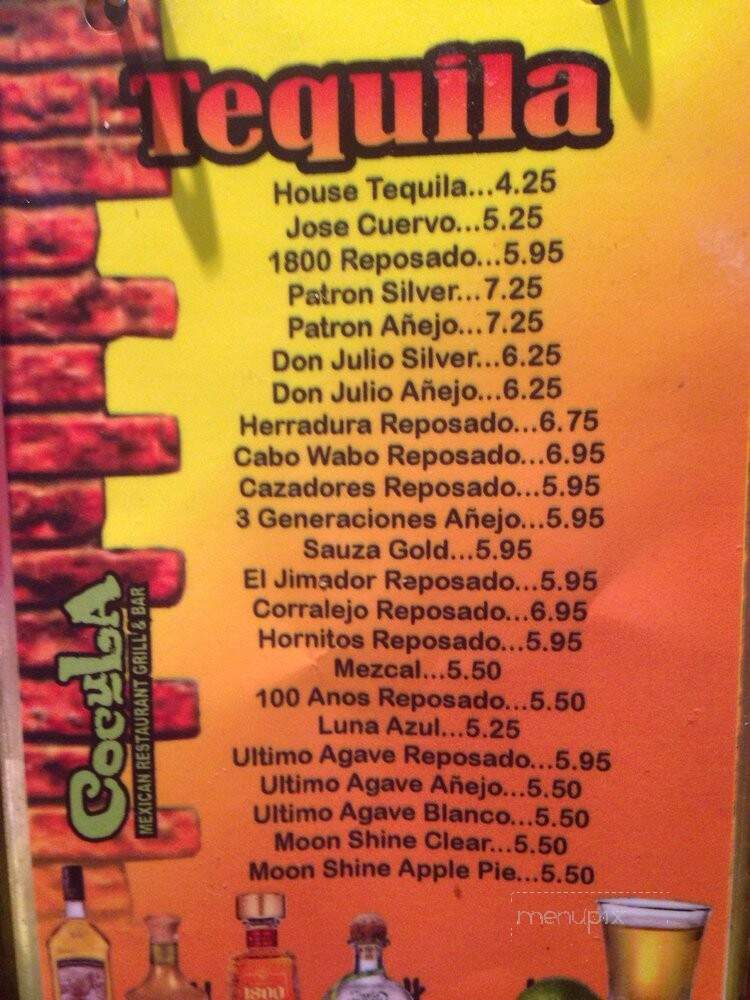 Tequila
House Tequila...4.25
Jose Cuervo...5.25
1800 Reposado...5.95
Patron Silver...7.25
Patron Añejo...7.25
Don Julio Silver...6.25
Don Julio Añejo...6.25
Herradura Reposado...6.75
Cabo Wabo Reposado...6.95
Cazadores Reposado...5.95
3 Generaciones Añejo...5.95
Sauza Gold...5.95
El Jimador Reposado...5.95
Corralejo Reposado...6.95
Hornitos Reposado...5.95
Mezcal...5.50
100 Anos Reposado...5.50
Luna Azul...5.25
Ultimo Agave Reposado...5.95
Ultimo Agave Añejo...5.50
Ultimo Agave Blanco...5.50
Moon Shine Clear...5.50
Moon Shine Apple Pie...5.50
CocuLA
MEXICAN RESTAURANT GRILL & BAR
menupix
1800